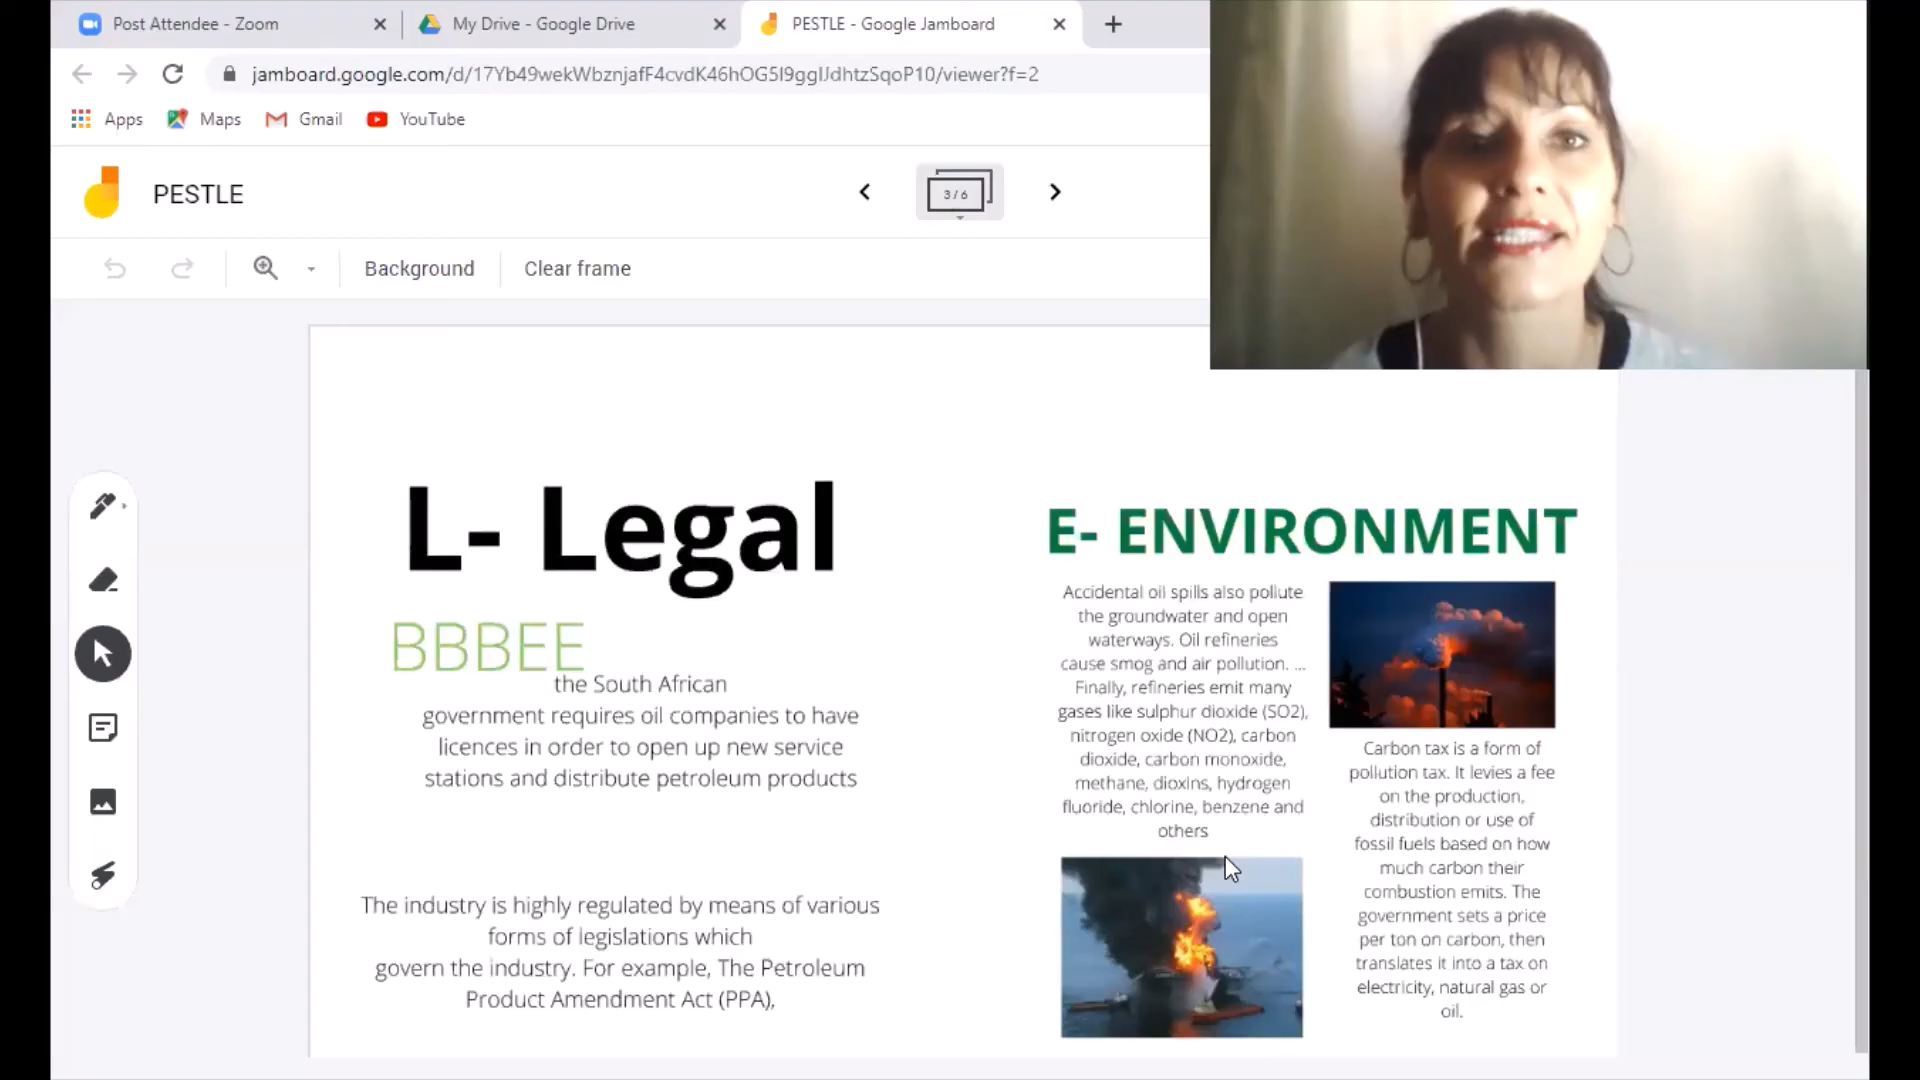 Post Attendee - Zoom
My Drive - Google Drive
PESTLE - Google Jamboard
jamboard.google.com/d/17Yb49wekWbznjafF4cvdK46hOG5I9ggIJdhtzSqoP10/viewer?f=2
Apps
Maps
Gmail
YouTube
PESTLE
3 / 6
Background
Clear frame
L- Legal
BBBEE
the South African
government requires oil companies to have
licences in order to open up new service
stations and distribute petroleum products
The industry is highly regulated by means of various
forms of legislations which
govern the industry. For example, The Petroleum
Product Amendment Act (PPA),
E- ENVIRONMENT
Accidental oil spills also pollute
the groundwater and open
waterways. Oil refineries
cause smog and air pollution. ...
Finally, refineries emit many
gases like sulphur dioxide (SO2),
nitrogen oxide (NO2), carbon
dioxide, carbon monoxide,
methane, dioxins, hydrogen
fluoride, chlorine, benzene and
others
Carbon tax is a form of
pollution tax. It levies a fee
on the production,
distribution or use of
fossil fuels based on how
much carbon their
combustion emits. The
government sets a price
per ton on carbon, then
translates it into a tax on
electricity, natural gas or
oil.